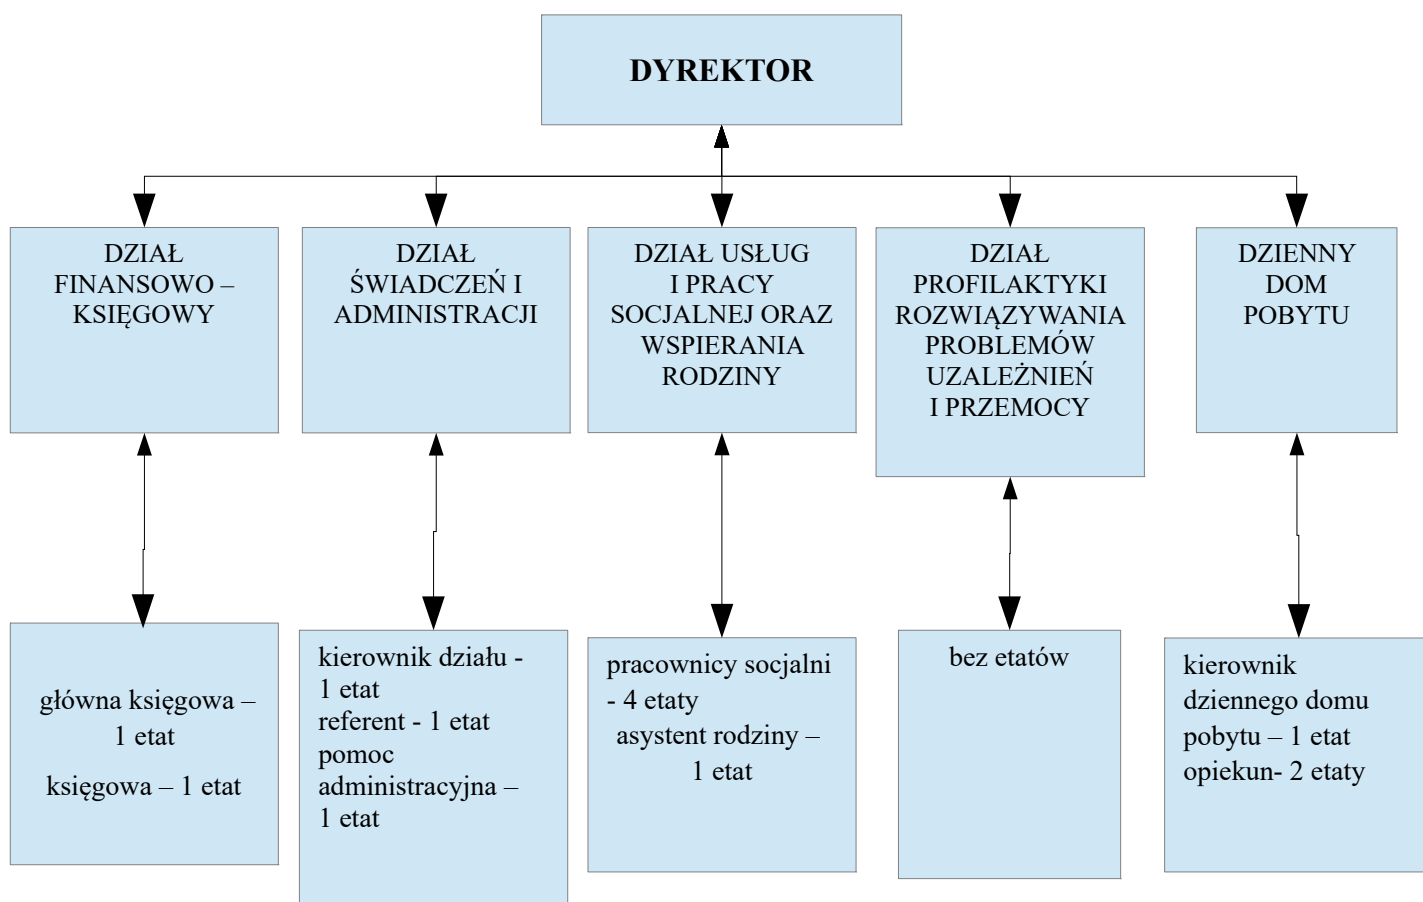 DYREKTOR
DZIAŁ
FINANSOWO –
KSIĘGOWY
DZIAŁ
ŚWIADCZEŃ I
ADMINISTRACJI
DZIAŁ USŁUG
I PRACY
SOCJALNEJ ORAZ
WSPIERANIA
RODZINY
DZIAŁ
PROFILAKTYKI
ROZWIĄZYWANIA
PROBLEMÓW
UZALEŻNIEŃ
I PRZEMOCY
DZIENNY
DOM
POBYTU
główna księgowa –
1 etat
księgowa – 1 etat
kierownik działu -
1 etat
referent - 1 etat
pomoc
administracyjna –
1 etat
pracownicy socjalni
- 4 etaty
asystent rodziny –
1 etat
bez etatów
kierownik
dziennego domu
pobytu – 1 etat
opiekun- 2 etaty